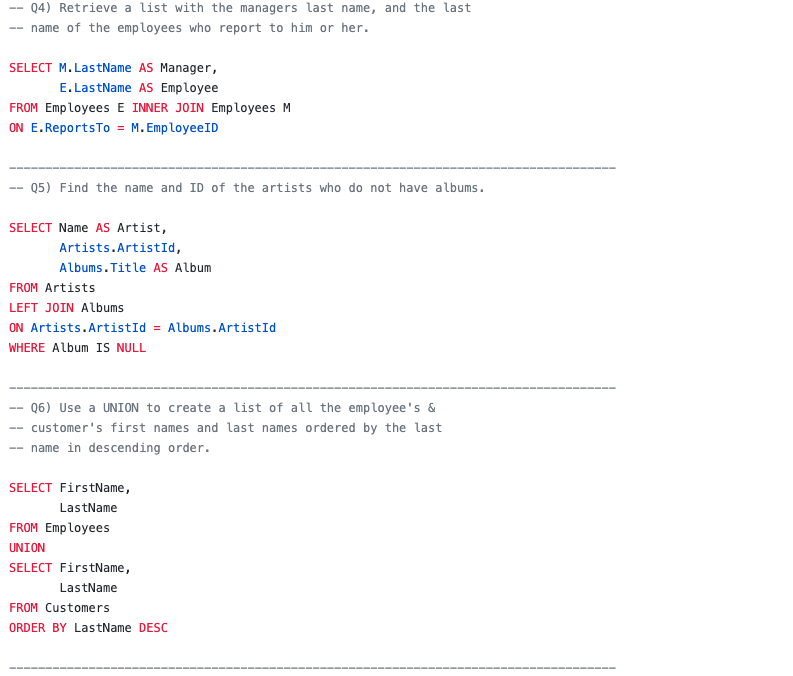 -- Q4) Retrieve a list with the managers last name, and the last
-- name of the employees who report to him or her.
SELECT M.LastName AS Manager,
       E.LastName AS Employee
FROM Employees E INNER JOIN Employees M
ON E.ReportsTo = M.EmployeeID
------------------------------------------------------------------------------------
-- Q5) Find the name and ID of the artists who do not have albums.
SELECT Name AS Artist,
       Artists.ArtistId,
       Albums.Title AS Album
FROM Artists
LEFT JOIN Albums
ON Artists.ArtistId = Albums.ArtistId
WHERE Album IS NULL
------------------------------------------------------------------------------------
-- Q6) Use a UNION to create a list of all the employee's &
-- customer's first names and last names ordered by the last
-- name in descending order.
SELECT FirstName,
       LastName
FROM Employees
UNION
SELECT FirstName,
       LastName
FROM Customers
ORDER BY LastName DESC
------------------------------------------------------------------------------------